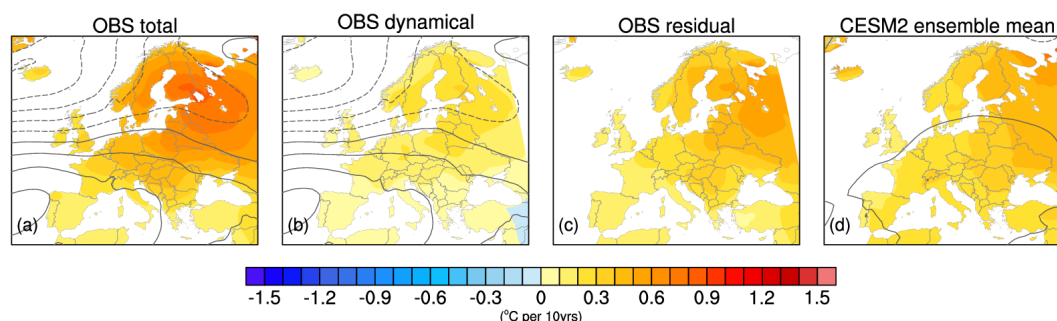 OBS total
OBS dynamical
OBS residual
CESM2 ensemble mean
(a)
(b)
(c)
(d)
-1.5 -1.2 -0.9 -0.6 -0.3 0 0.3 0.6 0.9 1.2 1.5
(°C per 10yrs)